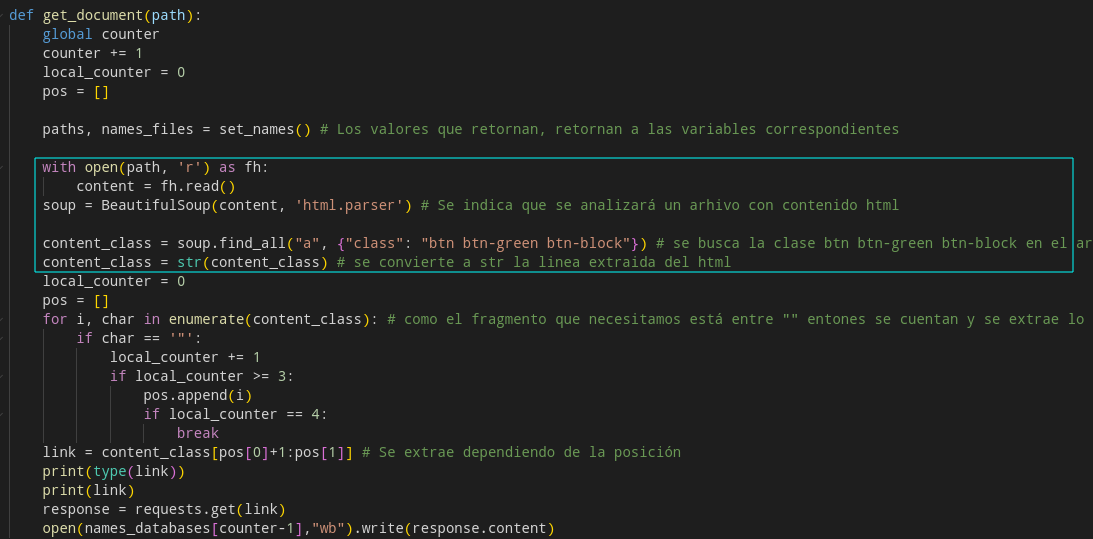 def get_document(path):
global counter
counter += 1
local_counter = 0
pos = []
paths, names_files = set_names() # Los valores que retornan, retornan a las variables correspondientes
with open(path, 'r') as fh:
content = fh.read()
soup = BeautifulSoup(content, 'html.parser') # Se indica que se analizará un arhivo con contenido html
content_class = soup.find_all("a", {"class": "btn btn-green btn-block"}) # se busca la clase btn btn-green btn-block en el ar
content_class = str(content_class) # se convierte a str la linea extraida del html
local_counter = 0
pos = []
for i, char in enumerate(content_class): # como el fragmento que necesitamos está entre "" entones se cuentan y se extrae lo
if char == '"':
local_counter += 1
if local_counter >= 3:
pos.append(i)
if local_counter == 4:
break
link = content_class[pos[0]+1:pos[1]] # Se extrae dependiendo de la posición
print(type(link))
print(link)
response = requests.get(link)
open(names_databases[counter-1],"wb").write(response.content)